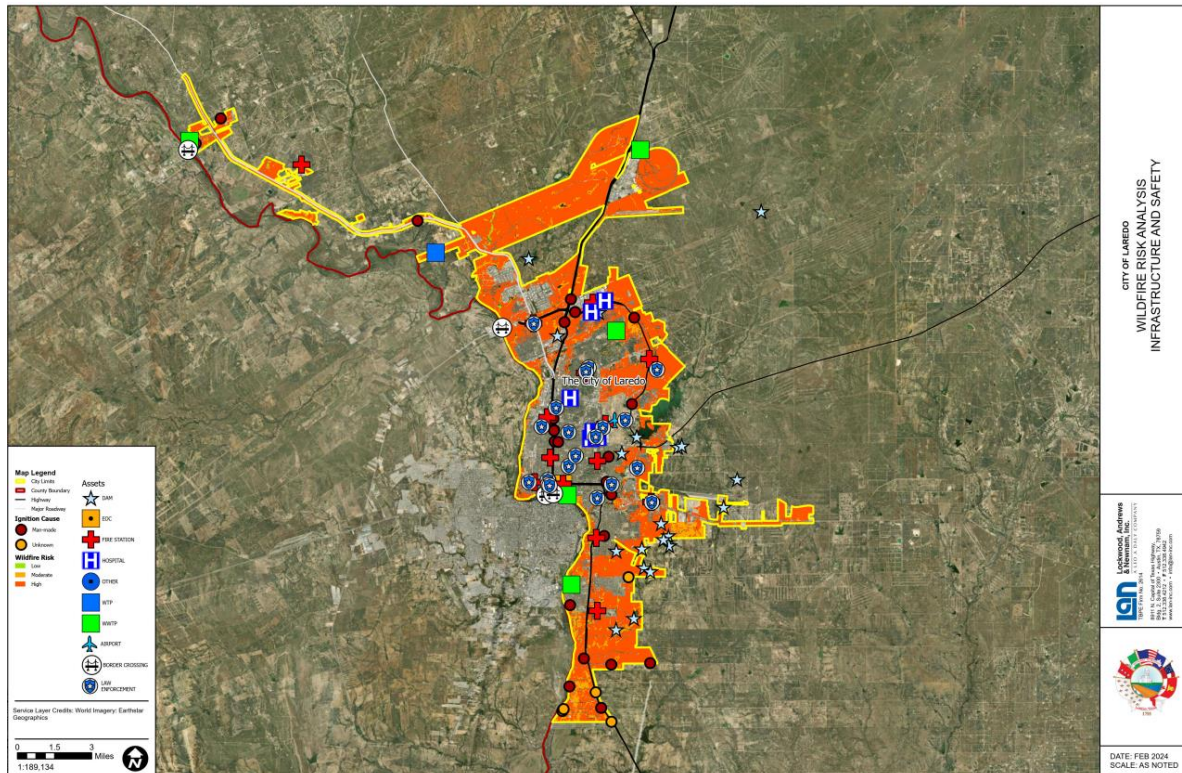 The City of Laredo
Map Legend
City Limits
County Boundary
Highway
Major Roadway
Ignition Cause
Man-made
Unknown
Wildfire Risk
Low
Moderate
High
Assets
DAM
EOC
FIRE STATION
HOSPITAL
OTHER
WTP
WWTP
AIRPORT
BORDER CROSSING
LAW
ENFORCEMENT
Service Layer Credits: World Imagery: Earthstar
Geographics
0 1.5 3
Miles
1:189,134
N
CITY OF LAREDO
WILDFIRE RISK ANALYSIS
INFRASTRUCTURE AND SAFETY
Lan
Lockwood, Andrews
& Newnam, Inc.
A LEO A DALY COMPANY
DATE: FEB 2024
SCALE: AS NOTED